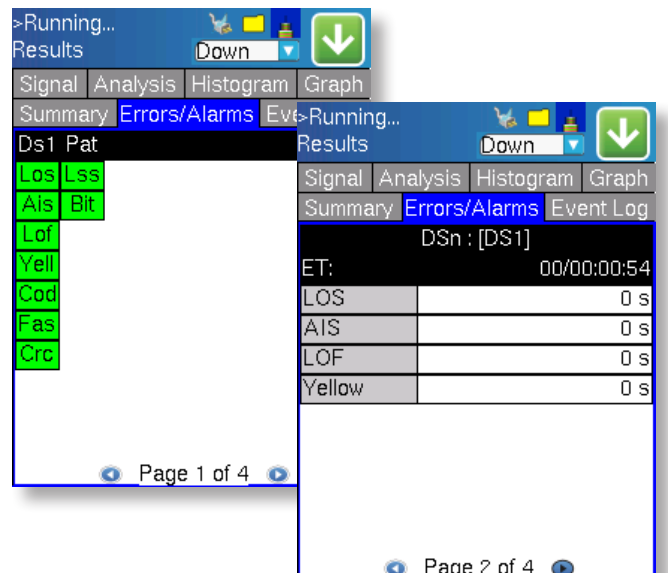 >Running...
Results Down
Signal Analysis Histogram Graph
Summary Errors/Alarms Eve
Ds1 Pat
Los Lss
Ais Bit
Lof
Yell
Cod
Fas
Crc
Page 1 of 4
>Running...
Results Down
Signal Analysis Histogram Graph
Summary Errors/Alarms Event Log
DSn : [DS1]
ET: 00/00:00:54
LOS 0 s
AIS 0 s
LOF 0 s
Yellow 0 s
Page 2 of 4